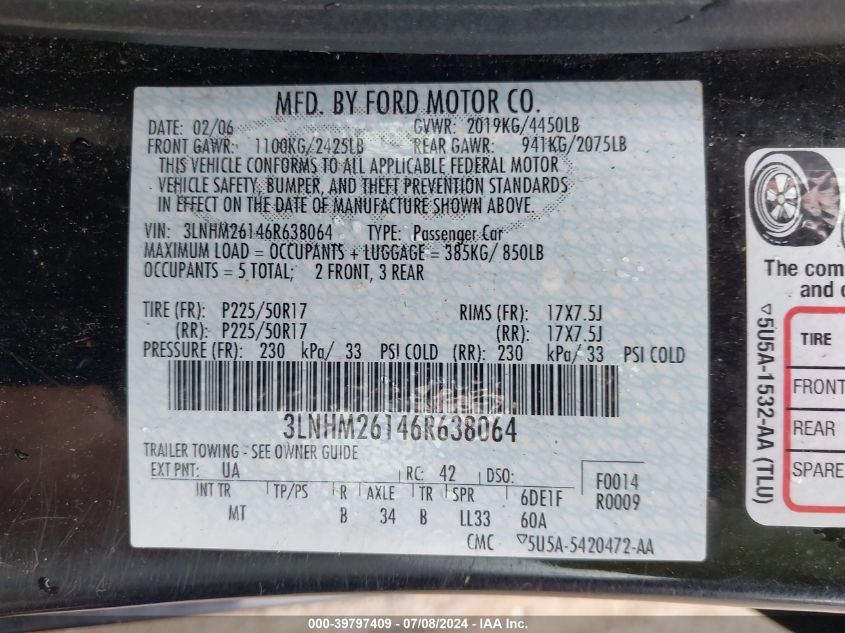 MFD. BY FORD MOTOR CO.
DATE: 02/06 GVWR: 2019KG/4450LB
FRONT GAWR: 1100KG/2425LB REAR GAWR: 941KG/2075LB
THIS VEHICLE CONFORMS TO ALL APPLICABLE FEDERAL MOTOR
VEHICLE SAFETY, BUMPER, AND THEFT PREVENTION STANDARDS
IN EFFECT ON THE DATE OF MANUFACTURE SHOWN ABOVE.
VIN: 3LNHM26146R638064 TYPE: Passenger Car
MAXIMUM LOAD = OCCUPANTS + LUGGAGE = 385KG/ 850LB
OCCUPANTS = 5 TOTAL; 2 FRONT, 3 REAR
TIRE (FR): P225/50R17 RIMS (FR): 17X7.5J
(RR): P225/50R17 (RR): 17X7.5J
PRESSURE (FR): 230 kPa/ 33 PSI COLD (RR): 230 kPa/ 33 PSI COLD
3LNHM26146R638064
TRAILER TOWING - SEE OWNER GUIDE
EXT PNT: UA RC: 42 DSO: F0014
INT TR TP/PS R AXLE TR SPR 6DE1F R0009
MT B 34 B LL33 60A
CMC ▽5U5A-5420472-AA
The com
and o
▽5U5A-1532-AA (TLU)
TIRE
FRONT
REAR
SPARE
000-39797409 - 07/08/2024 - IAA Inc.